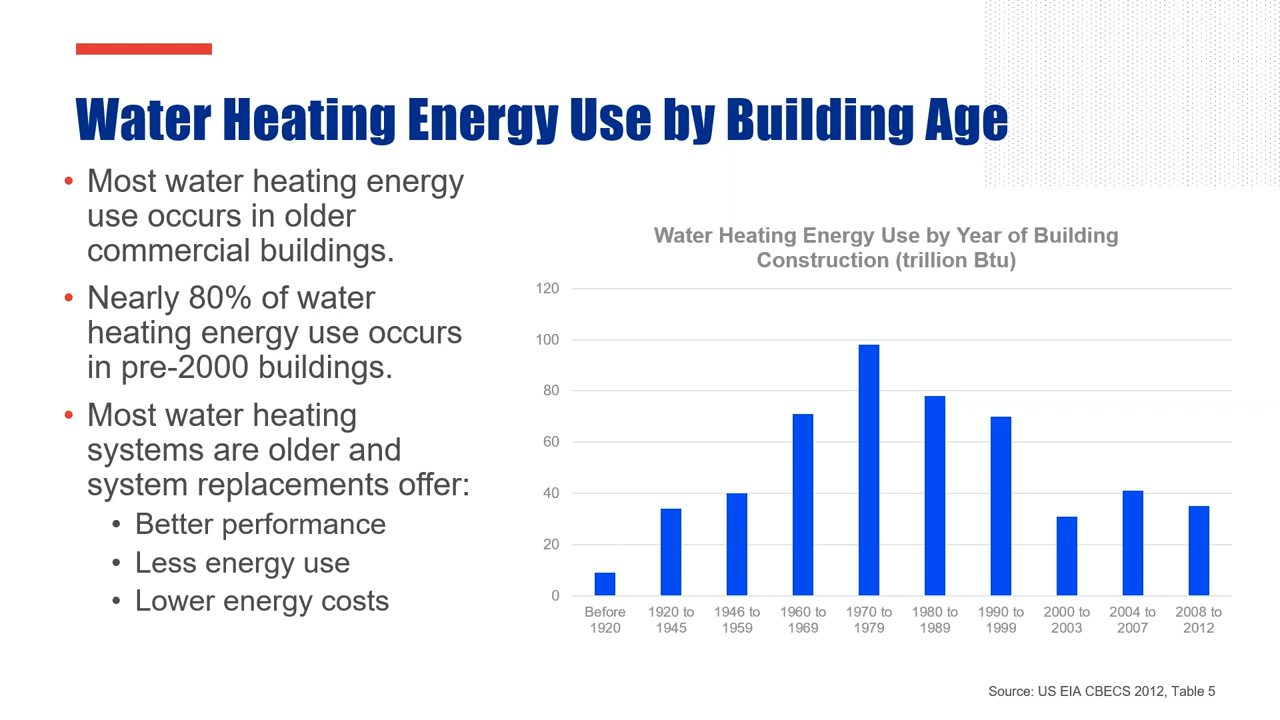 Water Heating Energy Use by Building Age
• Most water heating energy
use occurs in older
commercial buildings.
• Nearly 80% of water
heating energy use occurs
in pre-2000 buildings.
• Most water heating
systems are older and
system replacements offer:
• Better performance
• Less energy use
• Lower energy costs
Water Heating Energy Use by Year of Building
Construction (trillion Btu)
120
100
80
60
40
20
0
Before 1920 to 1946 to 1960 to 1970 to 1980 to 1990 to 2000 to 2004 to 2008 to
1920 1945 1959 1969 1979 1989 1999 2003 2007 2012
Source: US EIA CBECS 2012, Table 5